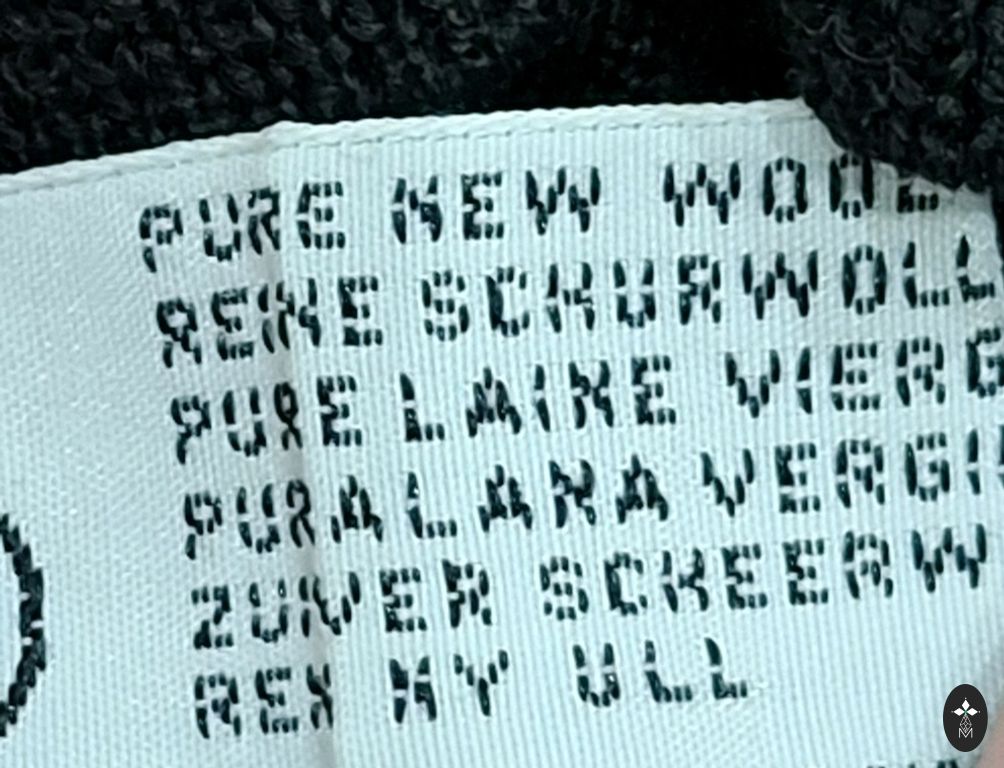 PURE NEW WOOL
REINE SCHURWOLL
PURE LAINE VIERG
PURA LANA VERGI
ZUIVER SCHEERW
REN NY ULL